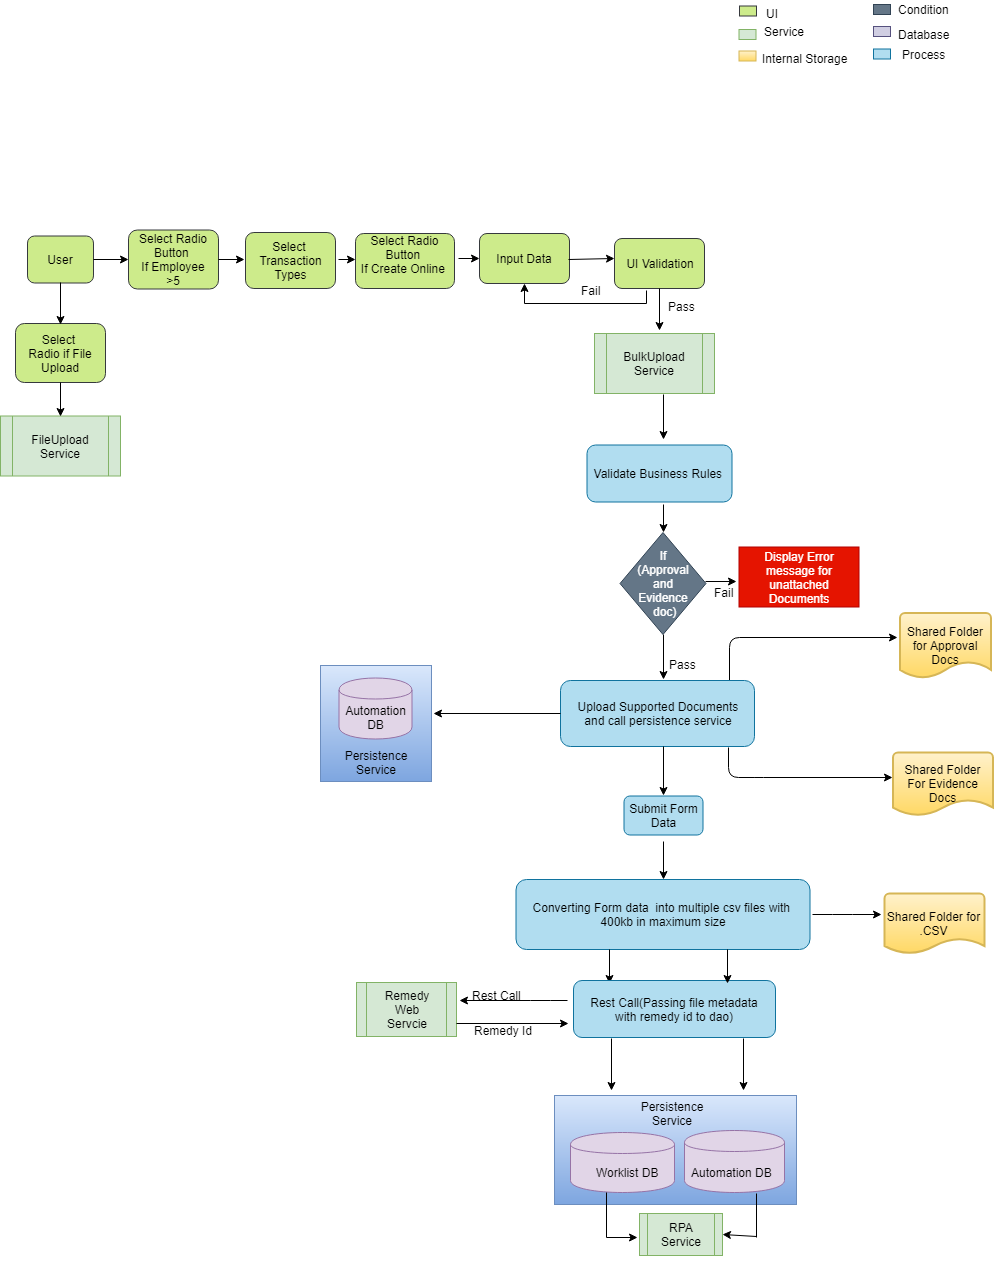 UI
Condition
Service
Database
Internal Storage
Process
User
Select Radio
Button
If Employee
>5
Select
Transaction
Types
Select Radio
Button
If Create Online
Input Data
UI Validation
Fail
Pass
Select
Radio if File
Upload
FileUpload
Service
BulkUpload
Service
Validate Business Rules
If
(Approval
and
Evidence
doc)
Fail
Display Error
message for
unattached
Documents
Pass
Shared Folder
for Approval
Docs
Automation
DB
Persistence
Service
Upload Supported Documents
and call persistence service
Shared Folder
For Evidence
Docs
Submit Form
Data
Converting Form data  into multiple csv files with
400kb in maximum size
Shared Folder for
.CSV
Remedy
Web
Servcie
Rest Call
Remedy Id
Rest Call(Passing file metadata
with remedy id to dao)
Persistence
Service
Worklist DB
Automation DB
RPA
Service